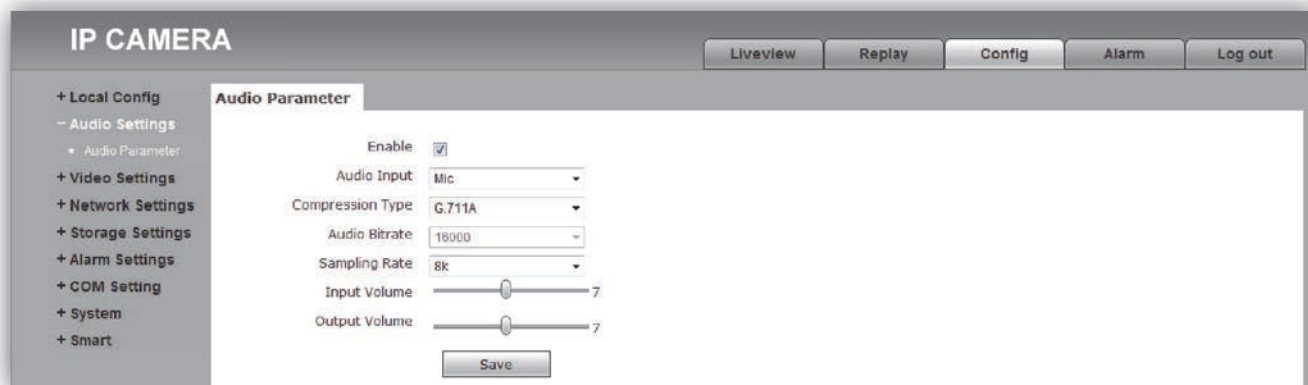 IP CAMERA
Liveview Replay Config Alarm Log out
+ Local Config
− Audio Settings
• Audio Parameter
+ Video Settings
+ Network Settings
+ Storage Settings
+ Alarm Settings
+ COM Setting
+ System
+ Smart
Audio Parameter
Enable
Audio Input Mic
Compression Type G.711A
Audio Bitrate 16000
Sampling Rate 8k
Input Volume 7
Output Volume 7
Save